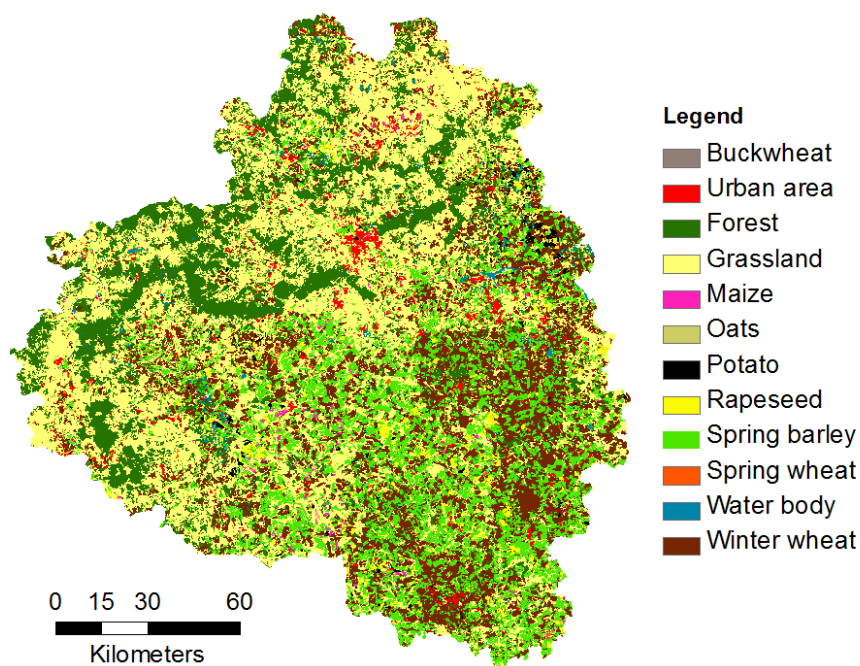 Legend
Buckwheat
Urban area
Forest
Grassland
Maize
Oats
Potato
Rapeseed
Spring barley
Spring wheat
Water body
Winter wheat
0 15 30 60
Kilometers